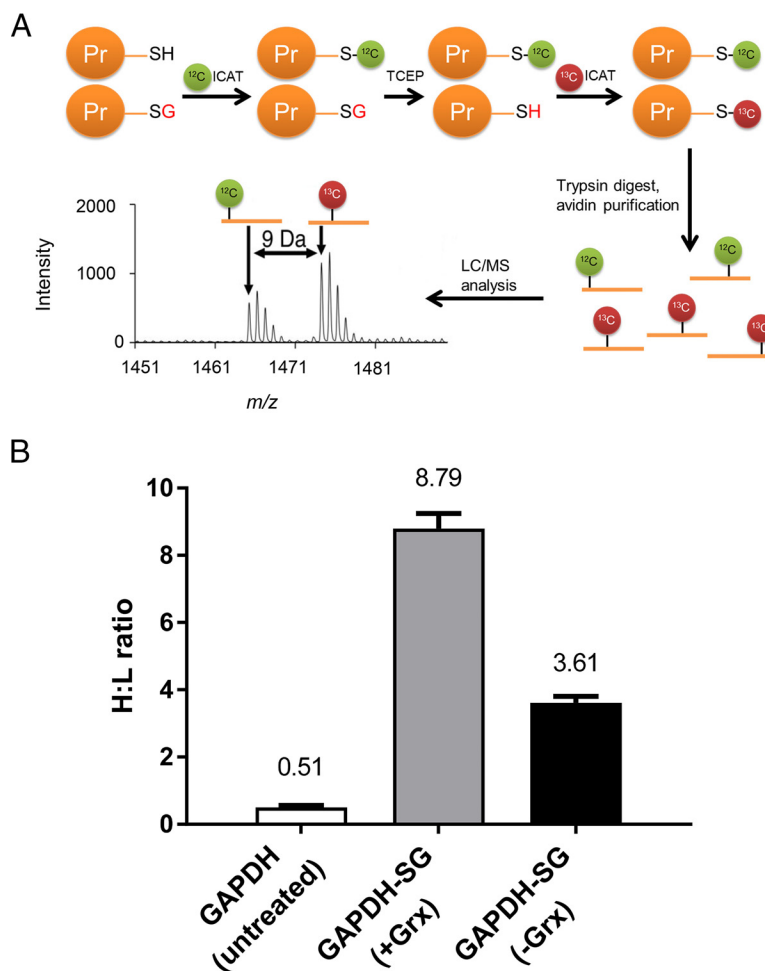 A
Pr SH
Pr SG
¹²C ICAT
Pr S- ¹²C
Pr SG
TCEP
Pr S- ¹²C
Pr SH
¹³C ICAT
Pr S- ¹²C
Pr S- ¹³C
Trypsin digest,
avidin purification
¹²C
¹²C
¹³C
¹³C
¹³C
LC/MS
analysis
¹²C
¹³C
9 Da
2000
1000
0
Intensity
1451 1461 1471 1481
m/z
B
H:L ratio
10
8
6
4
2
0
0.51
8.79
3.61
GAPDH
(untreated)
GAPDH-SG
(+Grx)
GAPDH-SG
(-Grx)